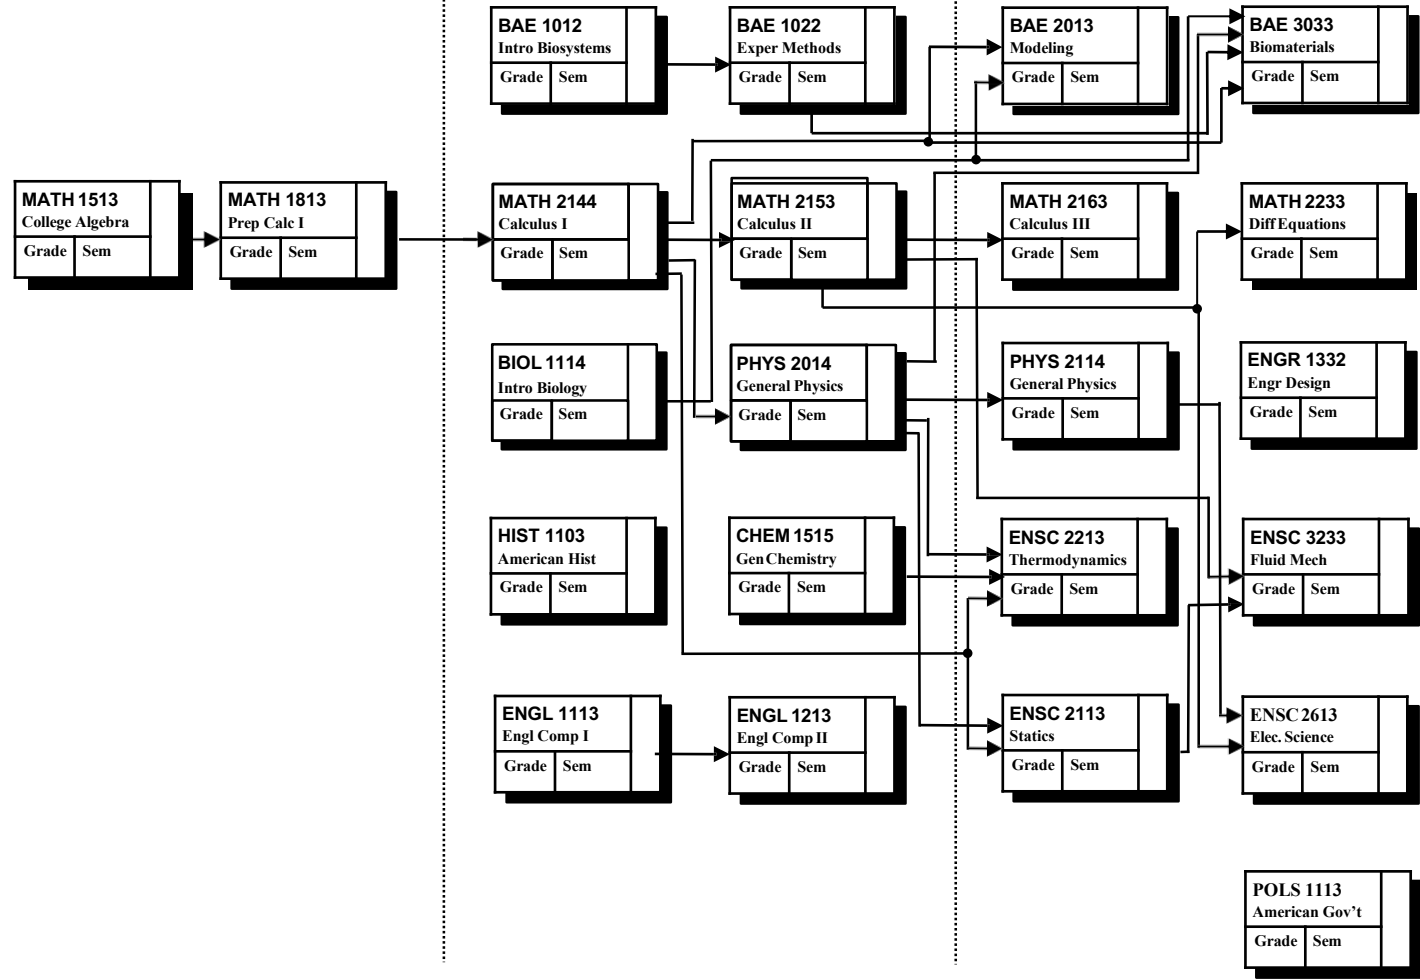 BAE 1012
Intro Biosystems
Grade Sem
BAE 1022
Exper Methods
Grade Sem
BAE 2013
Modeling
Grade Sem
BAE 3033
Biomaterials
Grade Sem
MATH 1513
College Algebra
Grade Sem
MATH 1813
Prep Calc I
Grade Sem
MATH 2144
Calculus I
Grade Sem
MATH 2153
Calculus II
Grade Sem
MATH 2163
Calculus III
Grade Sem
MATH 2233
Diff Equations
Grade Sem
BIOL 1114
Intro Biology
Grade Sem
PHYS 2014
General Physics
Grade Sem
PHYS 2114
General Physics
Grade Sem
ENGR 1332
Engr Design
Grade Sem
HIST 1103
American Hist
Grade Sem
CHEM 1515
Gen Chemistry
Grade Sem
ENSC 2213
Thermodynamics
Grade Sem
ENSC 3233
Fluid Mech
Grade Sem
ENGL 1113
Engl Comp I
Grade Sem
ENGL 1213
Engl Comp II
Grade Sem
ENSC 2113
Statics
Grade Sem
ENSC 2613
Elec. Science
Grade Sem
POLS 1113
American Gov’t
Grade Sem